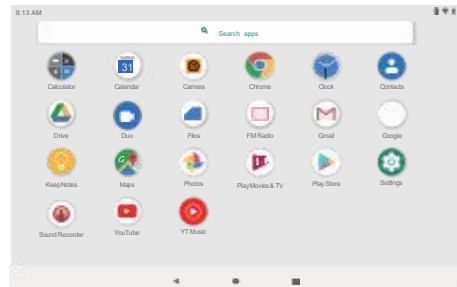 9:13 AM
Search apps
Calculator
Calendar
Camera
Chrome
Clock
Contacts
31
Drive
Duo
Files
FM Radio
Gmail
Google
Keep Notes
Maps
Photos
Play Movies & TV
Play Store
Settings
Sound Recorder
YouTube
YT Music